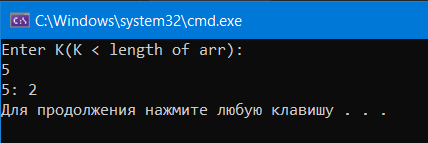 C:\Windows\system32\cmd.exe
Enter K(K < length of arr):
5
5: 2
Для продолжения нажмите любую клавишу . . .